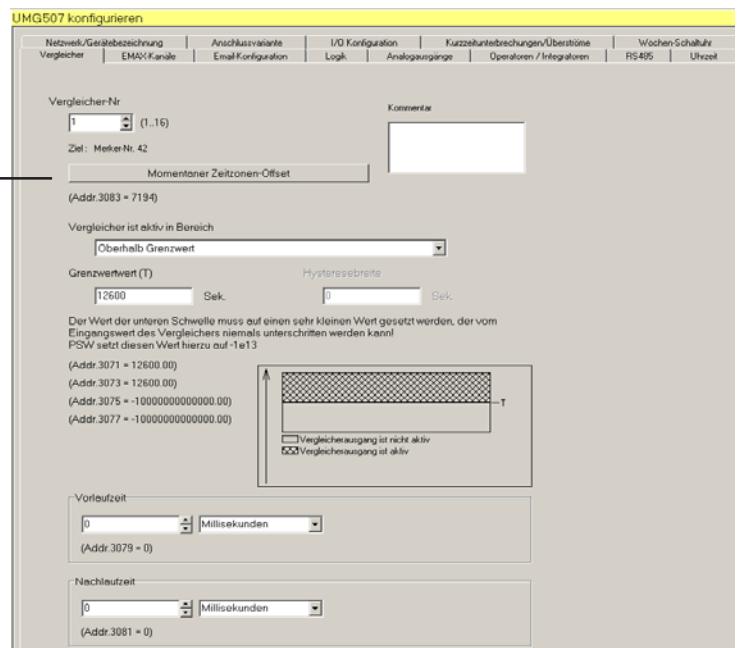 UMG507 konfigurieren
Netzwerk/Gerätebezeichnung Anschlussvariante I/O Konfiguration Kurzzeitunterbrechungen/Überströme Wochen-Schaltuhr
Vergleicher EMAX-Kanäle Email-Konfiguration Logik Analogausgänge Operatoren / Integratoren RS485 Uhrzeit
Vergleicher-Nr
Kommentar
1 (1..16)
Ziel: Merker-Nr. 42
Momentaner Zeitzonen-Offset
(Addr.3083 = 7194)
Vergleicher ist aktiv in Bereich
Oberhalb Grenzwert
Grenzwertwert (T) Hysteresebreite
12600 Sek. 0 Sek.
Der Wert der unteren Schwelle muss auf einen sehr kleinen Wert gesetzt werden, der vom
Eingangswert des Vergleichers niemals unterschritten werden kann!
PSW setzt diesen Wert hierzu auf -1e13
(Addr.3071 = 12600.00)
(Addr.3073 = 12600.00)
(Addr.3075 = -10000000000000.00)
(Addr.3077 = -10000000000000.00)
T
Vergleicherausgang ist nicht aktiv
Vergleicherausgang ist aktiv
Vorlaufzeit
0 Millisekunden
(Addr.3079 = 0)
Nachlaufzeit
0 Millisekunden
(Addr.3081 = 0)